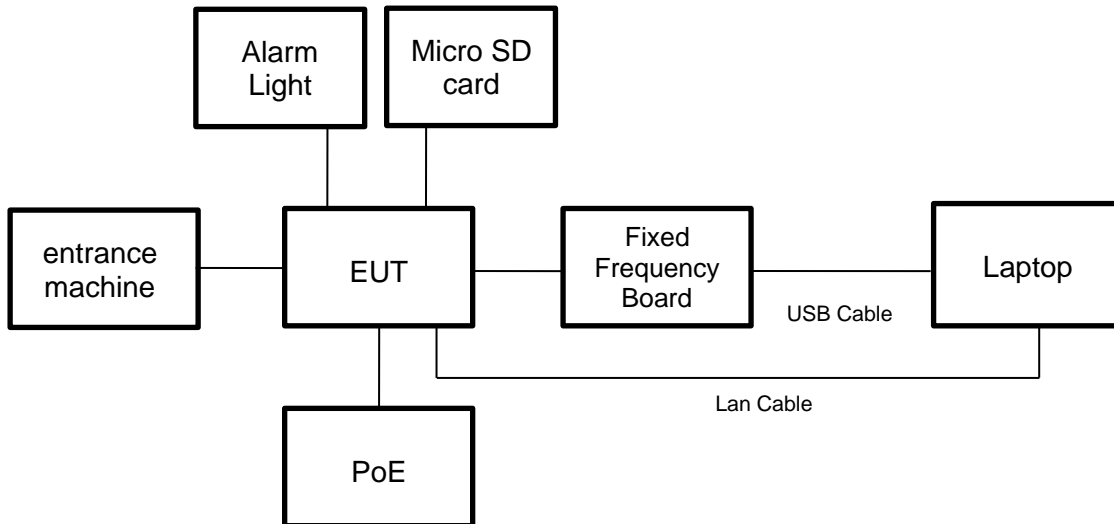 Alarm
Light
Micro SD
card
entrance
machine
EUT
Fixed
Frequency
Board
Laptop
USB Cable
Lan Cable
PoE